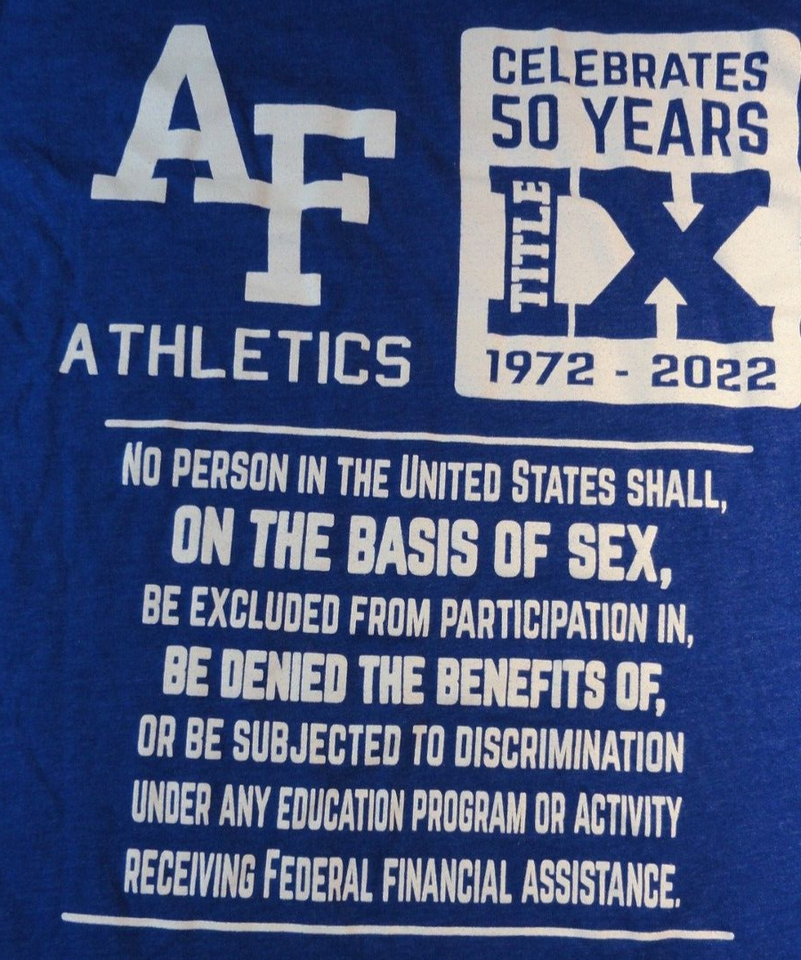 AF
ATHLETICS
CELEBRATES
50 YEARS
TITLE IX
1972 - 2022
NO PERSON IN THE UNITED STATES SHALL,
ON THE BASIS OF SEX,
BE EXCLUDED FROM PARTICIPATION IN,
BE DENIED THE BENEFITS OF,
OR BE SUBJECTED TO DISCRIMINATION
UNDER ANY EDUCATION PROGRAM OR ACTIVITY
RECEIVING FEDERAL FINANCIAL ASSISTANCE.